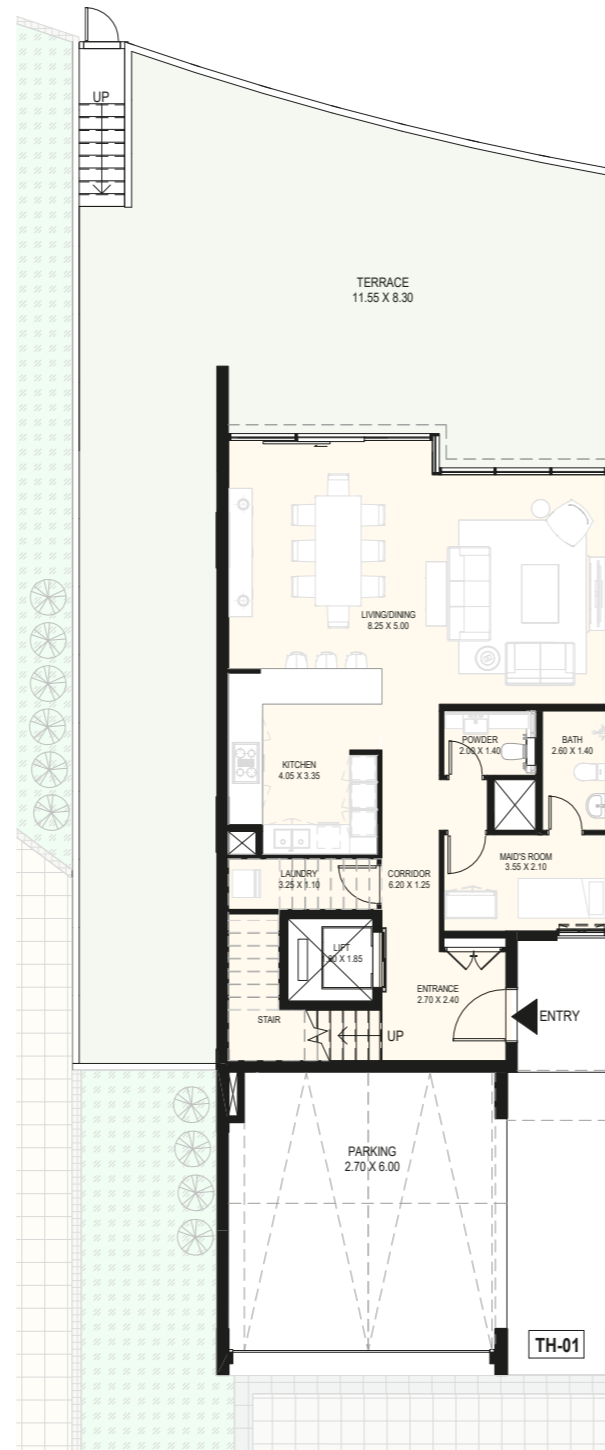 UP
TERRACE
11.55 X 8.30
LIVING/DINING
8.25 X 5.00
POWDER
2.00 X 1.40
BATH
2.60 X 1.40
KITCHEN
4.05 X 3.35
MAID'S ROOM
3.55 X 2.10
LAUNDRY
3.25 X 1.10
CORRIDOR
6.20 X 1.25
LIFT
X 1.85
ENTRANCE
2.70 X 2.40
ENTRY
STAIR
UP
PARKING
2.70 X 6.00
TH-01